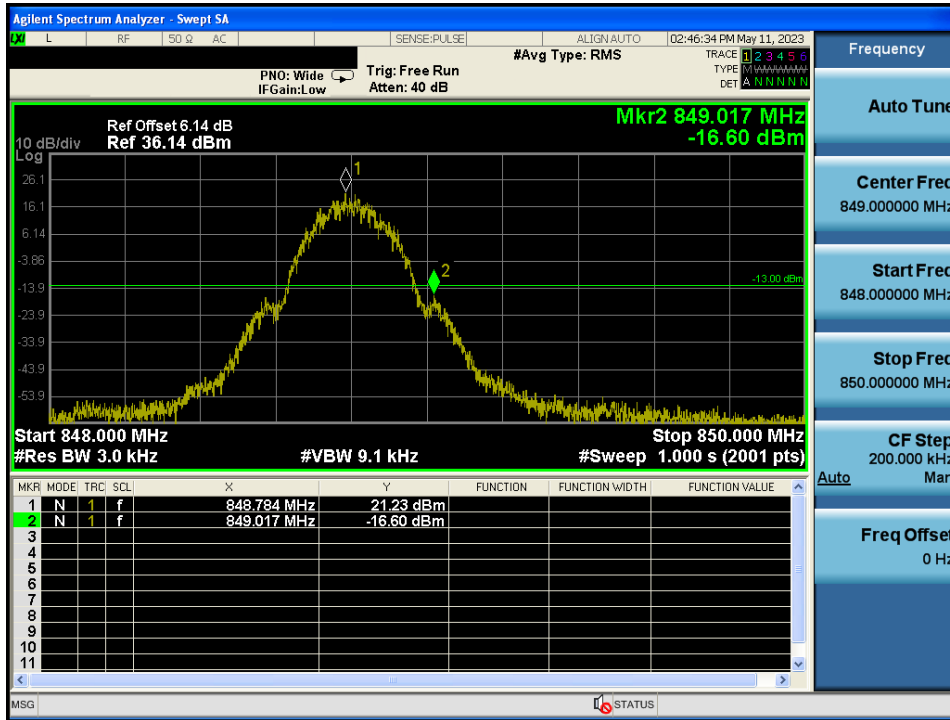 Agilent Spectrum Analyzer - Swept SA
LXI L RF 50 Ω AC SENSE:PULSE ALIGN AUTO 02:46:34 PM May 11, 2023
#Avg Type: RMS
TRACE 1 2 3 4 5 6
PNO: Wide Trig: Free Run
TYPE M W W W W W
IFGain:Low Atten: 40 dB
DET A N N N N N
Mkr2 849.017 MHz
-16.60 dBm
Ref Offset 6.14 dB
10 dB/div Ref 36.14 dBm
Log
1
26.1
16.1
6.14
-3.86
2
-13.00 dBm
-13.9
-23.9
-33.9
-43.9
-53.9
Start 848.000 MHz Stop 850.000 MHz
#Res BW 3.0 kHz #VBW 9.1 kHz #Sweep 1.000 s (2001 pts)
MKR MODE TRC SCL X Y FUNCTION FUNCTION WIDTH FUNCTION VALUE
1 N 1 f 848.784 MHz 21.23 dBm
2 N 1 f 849.017 MHz -16.60 dBm
3
4
5
6
7
8
9
10
11
MSG STATUS
Frequency
Auto Tune
Center Freq
849.000000 MHz
Start Freq
848.000000 MHz
Stop Freq
850.000000 MHz
CF Step
200.000 kHz
Auto Man
Freq Offset
0 Hz